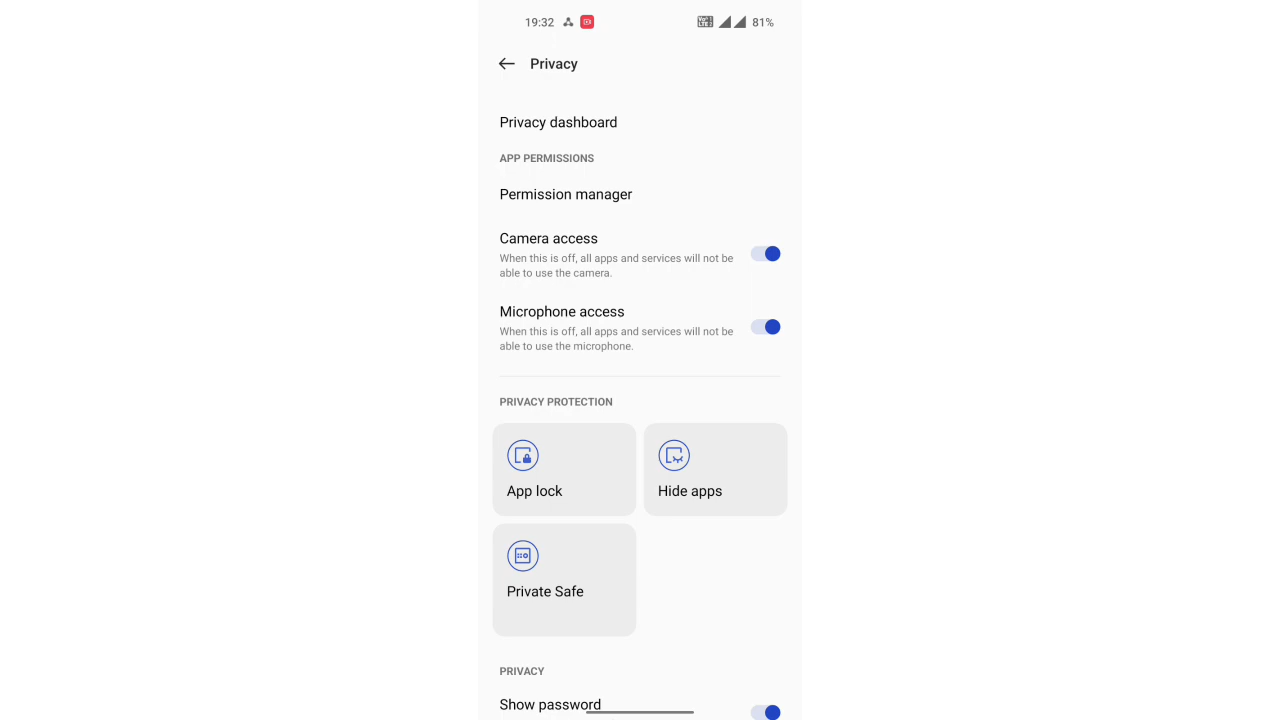 19:32 81%
Privacy
Privacy dashboard
APP PERMISSIONS
Permission manager
Camera access
When this is off, all apps and services will not be
able to use the camera.
Microphone access
When this is off, all apps and services will not be
able to use the microphone.
PRIVACY PROTECTION
App lock
Hide apps
Private Safe
PRIVACY
Show password